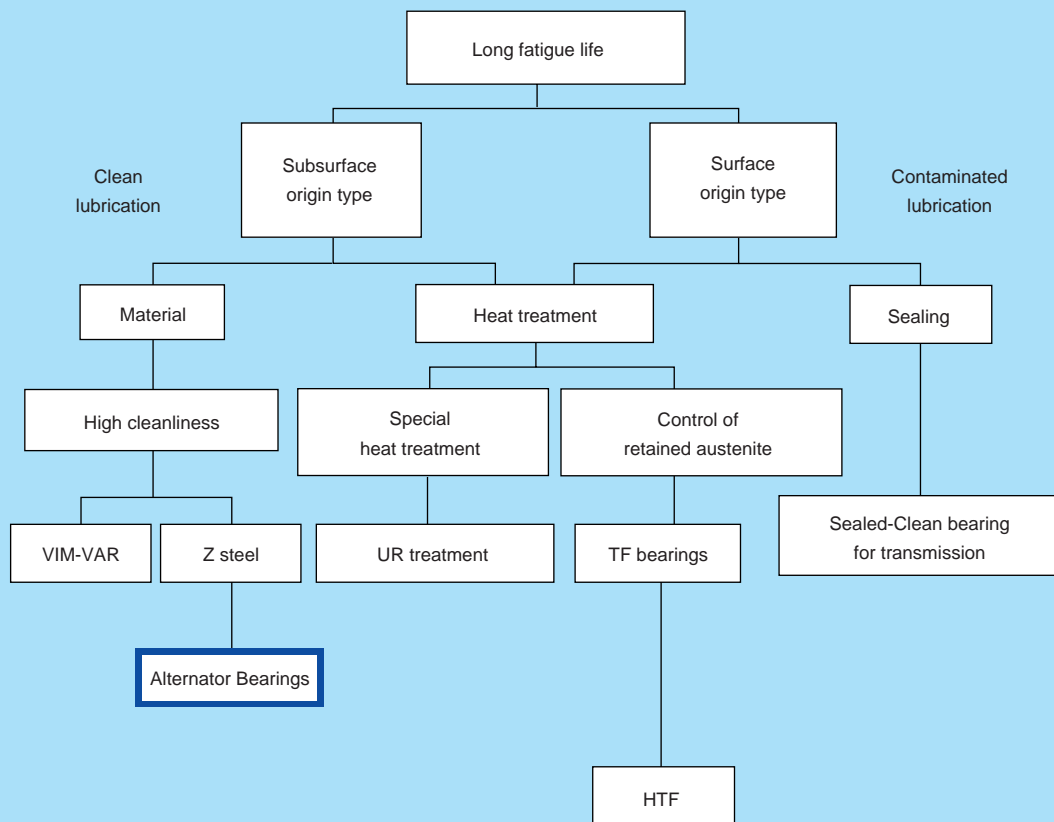 Long fatigue life
Clean
lubrication
Subsurface
origin type
Surface
origin type
Contaminated
lubrication
Material
Heat treatment
Sealing
High cleanliness
Special
heat treatment
Control of
retained austenite
VIM-VAR
Z steel
UR treatment
TF bearings
Sealed-Clean bearing
for transmission
Alternator Bearings
HTF